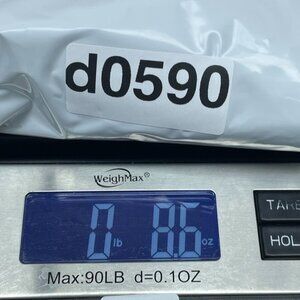 d0590
WeighMax®
0 lb 8.6 oz
TARE
HOL
Max:90LB d=0.1OZ